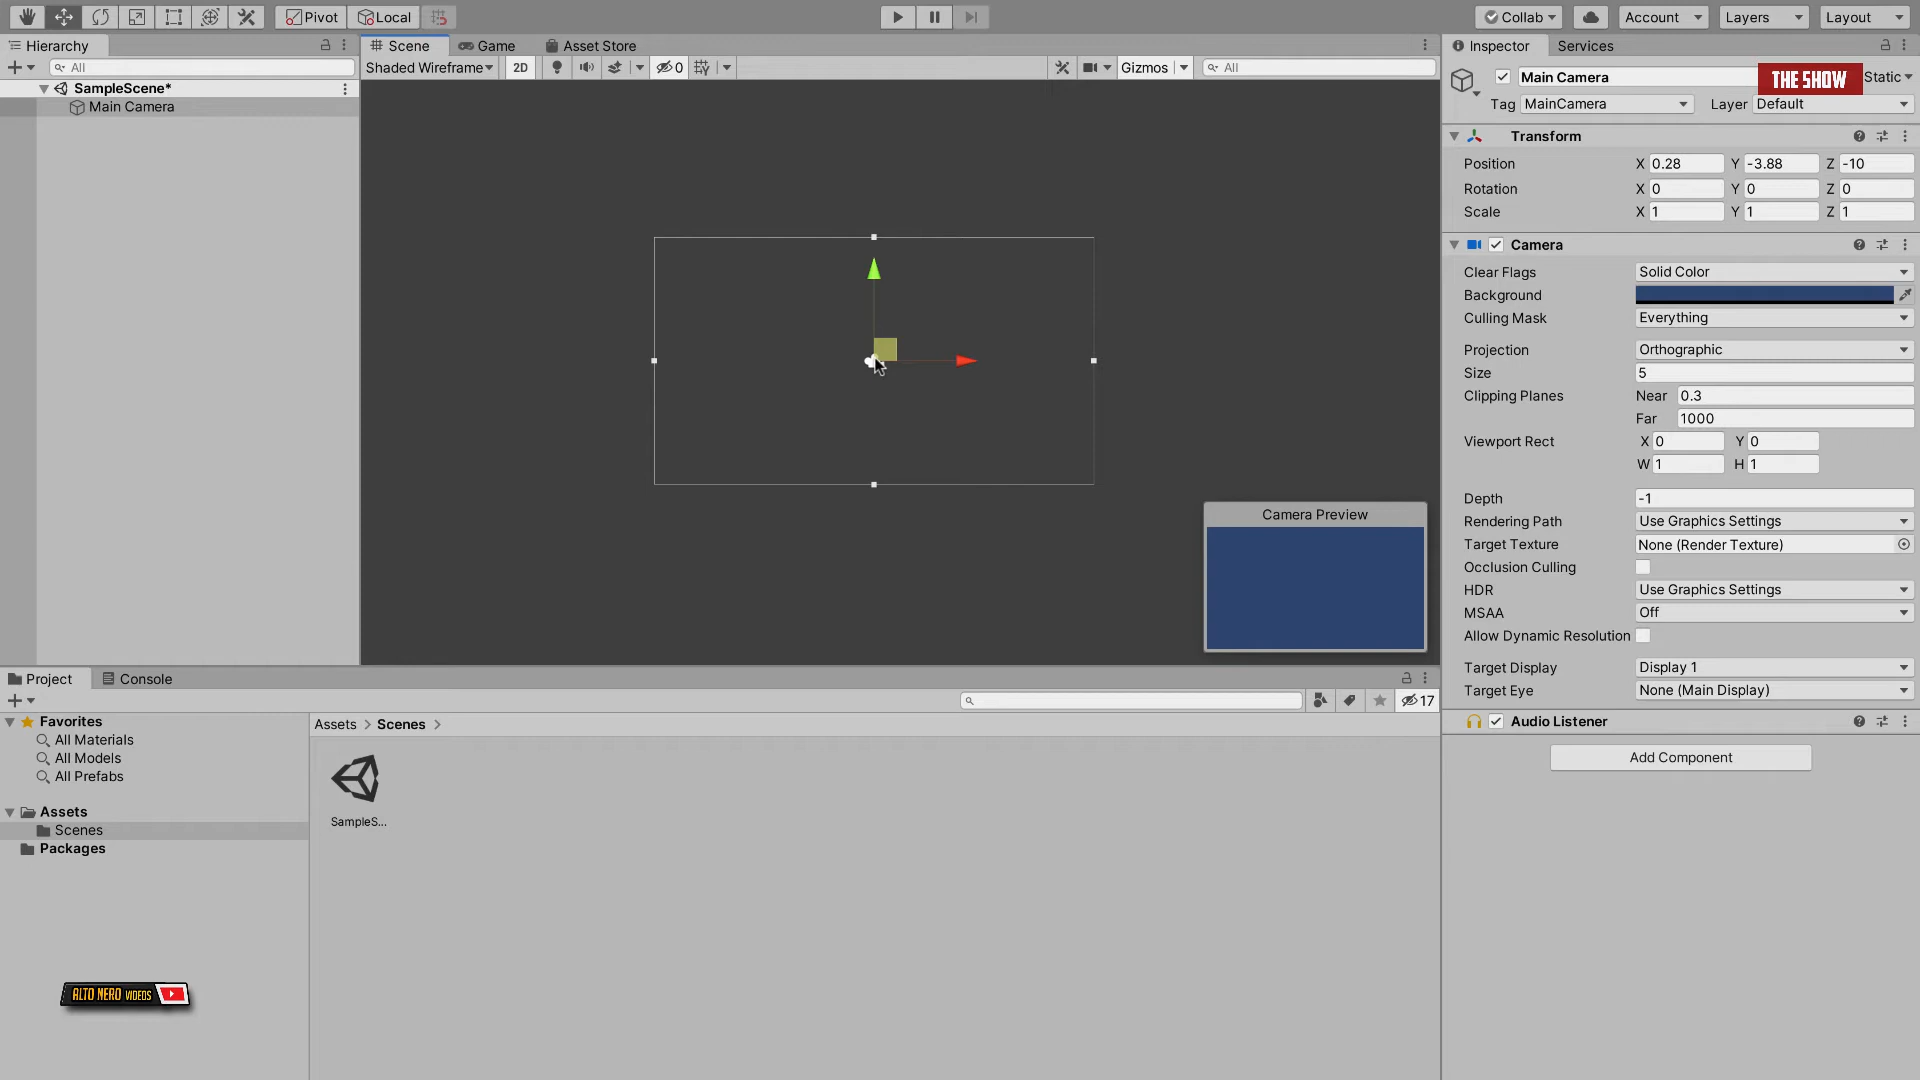 Pivot
Local
Collab
Account
Layers
Layout
Hierarchy
All
SampleScene*
Main Camera
Scene
Game
Asset Store
Shaded Wireframe
2D
0
Gizmos
All
Camera Preview
Inspector
Services
Main Camera
THE SHOW
Static
Tag MainCamera
Layer Default
Transform
Position X 0.28 Y -3.88 Z -10
Rotation X 0 Y 0 Z 0
Scale X 1 Y 1 Z 1
Camera
Clear Flags Solid Color
Background
Culling Mask Everything
Projection Orthographic
Size 5
Clipping Planes Near 0.3
Far 1000
Viewport Rect X 0 Y 0
W 1 H 1
Depth -1
Rendering Path Use Graphics Settings
Target Texture None (Render Texture)
Occlusion Culling
HDR Use Graphics Settings
MSAA Off
Allow Dynamic Resolution
Target Display Display 1
Target Eye None (Main Display)
Audio Listener
Add Component
Project
Console
17
Favorites
All Materials
All Models
All Prefabs
Assets
Scenes
Packages
Assets > Scenes >
SampleS...
ALTO NERO VIDEOS